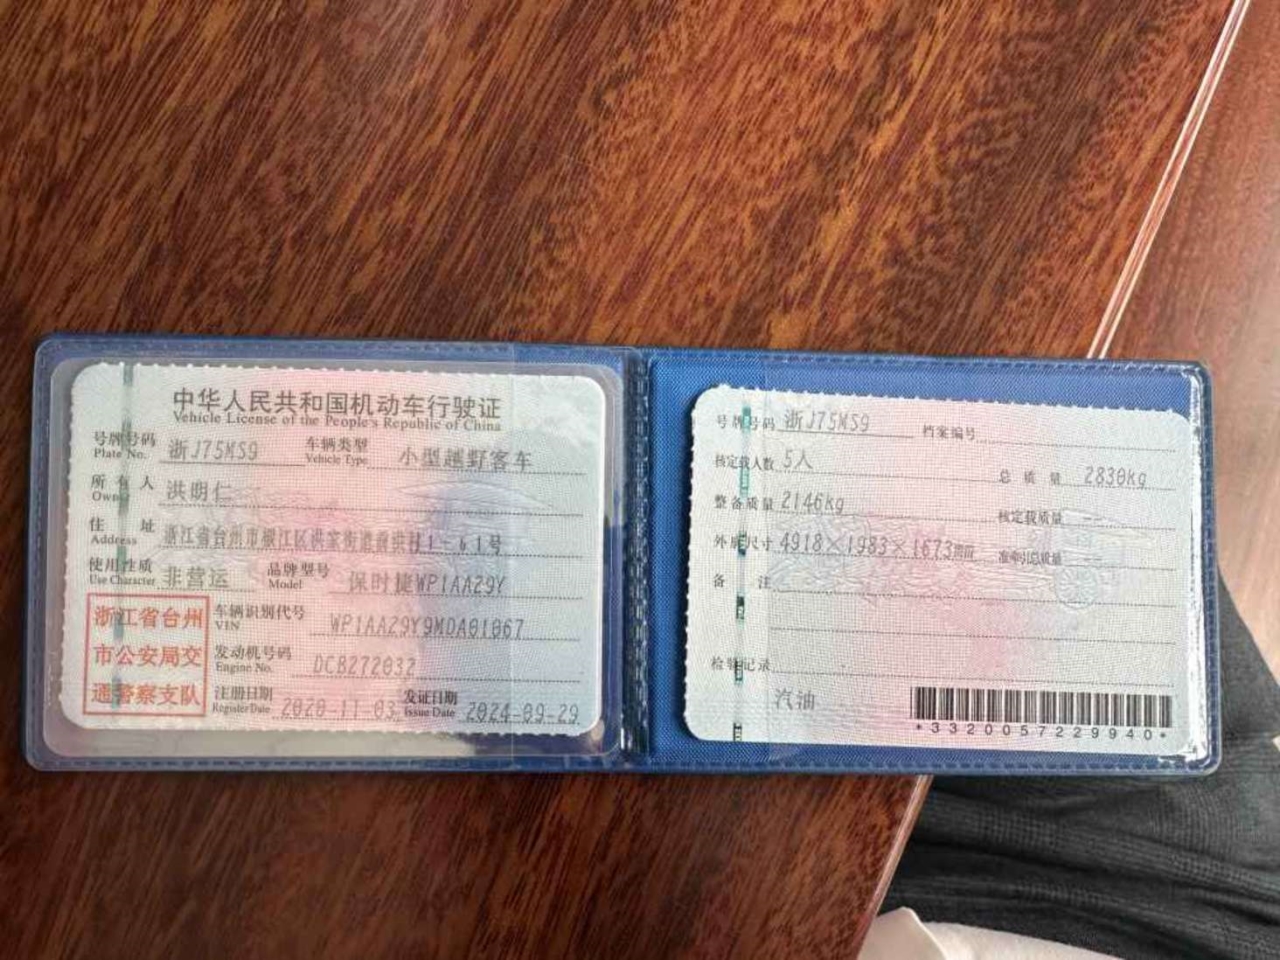 中华人民共和国机动车行驶证
Vehicle License of the People's Republic of China
号牌号码 浙J75MS9 车辆类型 小型越野客车
Plate No. Vehicle Type
所有人 洪明仁
Owner
住址 浙江省台州市椒江区洪家街道 洪村1-61号
Address
使用性质 非营运 品牌型号 保时捷WP1AA29Y
Use Character Model
浙江省台州
市公安局交
通警察支队
车辆识别代号 WP1AA29Y9MDA01067
VIN
发动机号码 DCB272032
Engine No.
注册日期 2020-11-03 发证日期 2024-09-29
Register Date Issue Date
号牌号码 浙J75MS9 档案编号
核定载人数 5人 总质量 2830kg
整备质量 2146kg 核定载质量 --
外廓尺寸 4918×1983×1673mm 准牵引总质量 --
备注
检验记录
汽油
*3320057229940*